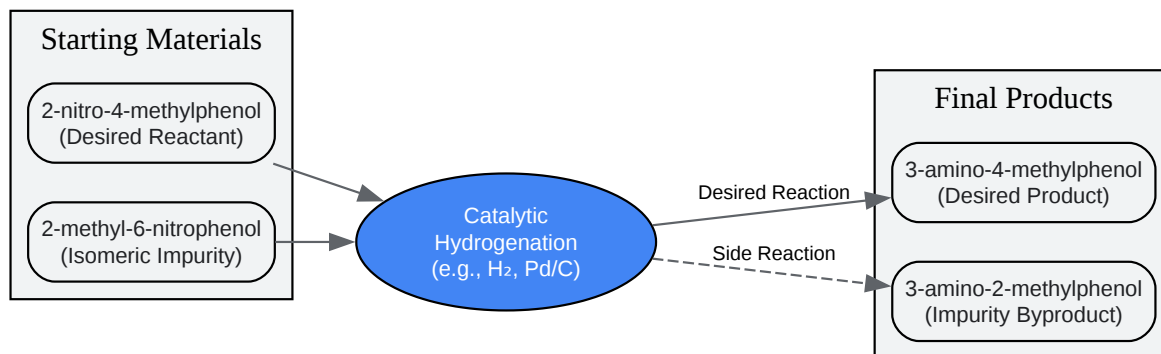 Starting Materials
2-nitro-4-methylphenol
(Desired Reactant)
2-methyl-6-nitrophenol
(Isomeric Impurity)
Catalytic
Hydrogenation
(e.g., H₂, Pd/C)
Desired Reaction
Side Reaction
Final Products
3-amino-4-methylphenol
(Desired Product)
3-amino-2-methylphenol
(Impurity Byproduct)